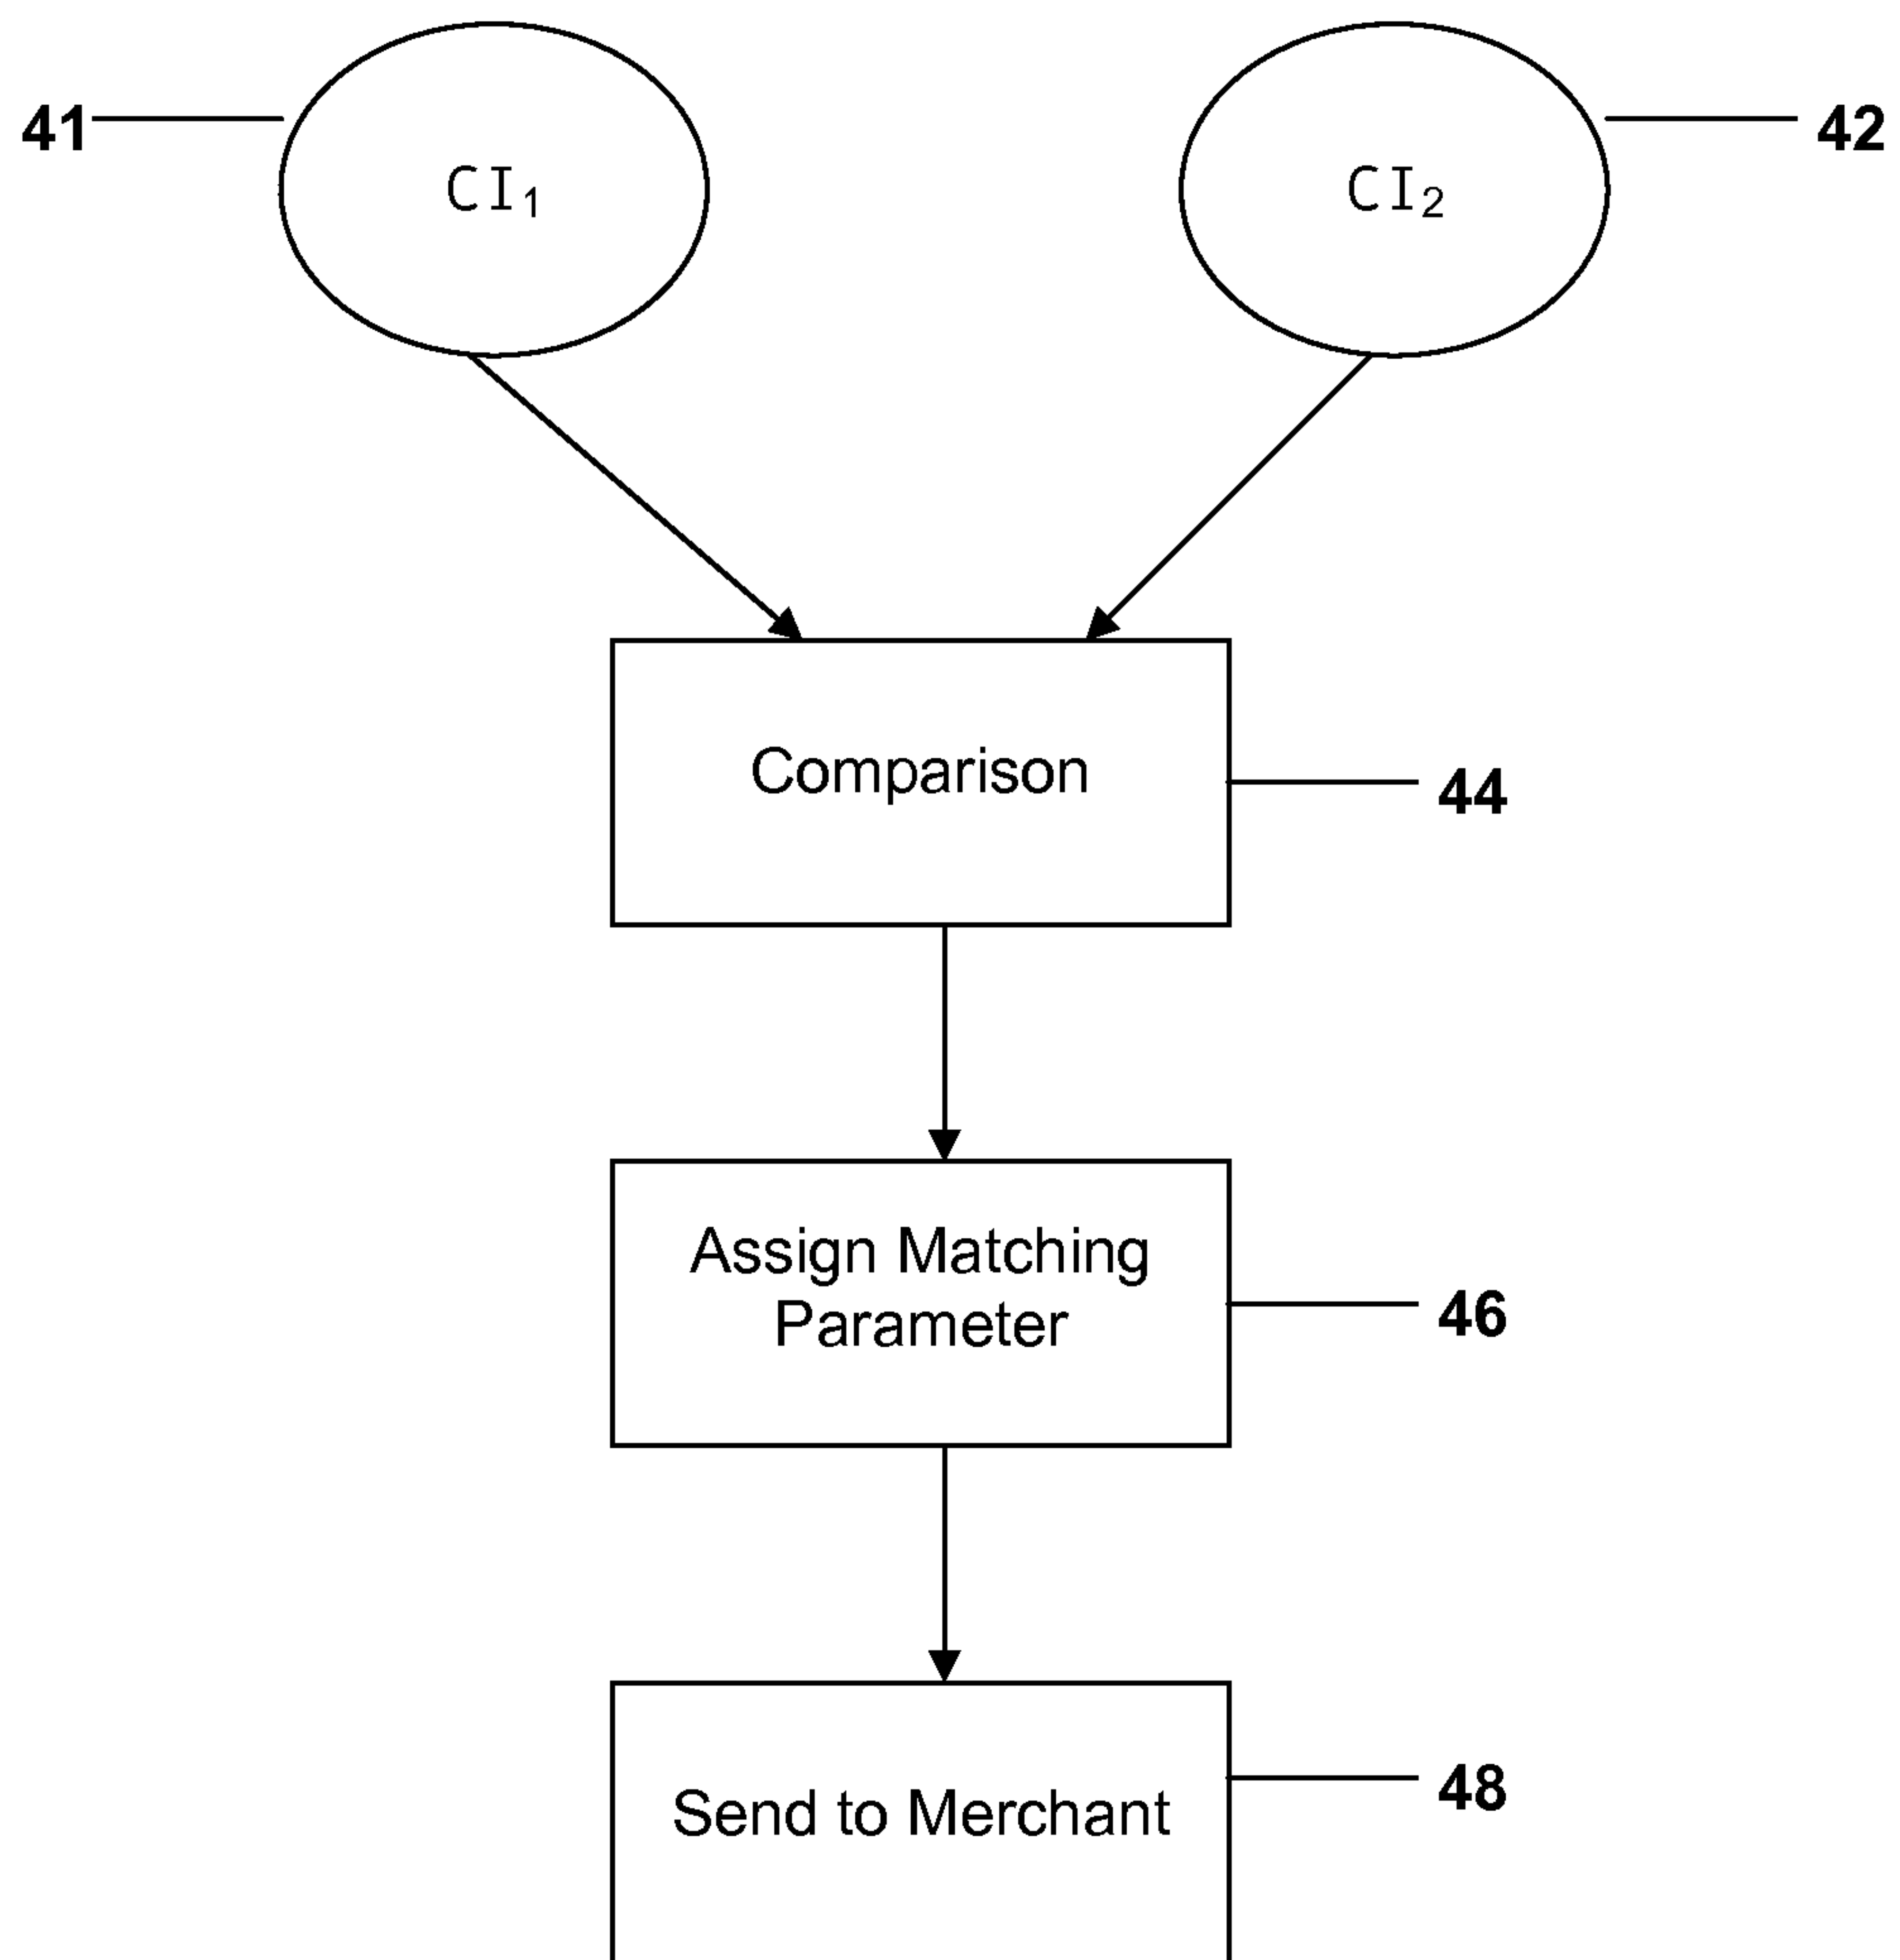 41
CI₁
CI₂
42
Comparison
44
Assign Matching
Parameter
46
Send to Merchant
48